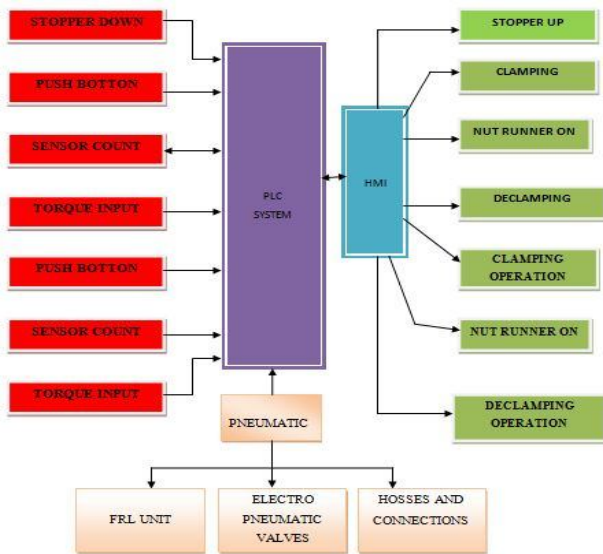 STOPPER DOWN
PUSH BOTTON
SENSOR COUNT
TORQUE INPUT
PUSH BOTTON
SENSOR COUNT
TORQUE INPUT
PLC
SYSTEM
HMI
STOPPER UP
CLAMPING
NUT RUNNER ON
DECLAMPING
CLAMPING
OPERATION
NUT RUNNER ON
DECLAMPING
OPERATION
PNEUMATIC
FRL UNIT
ELECTRO
PNEUMATIC
VALVES
HOSSES AND
CONNECTIONS